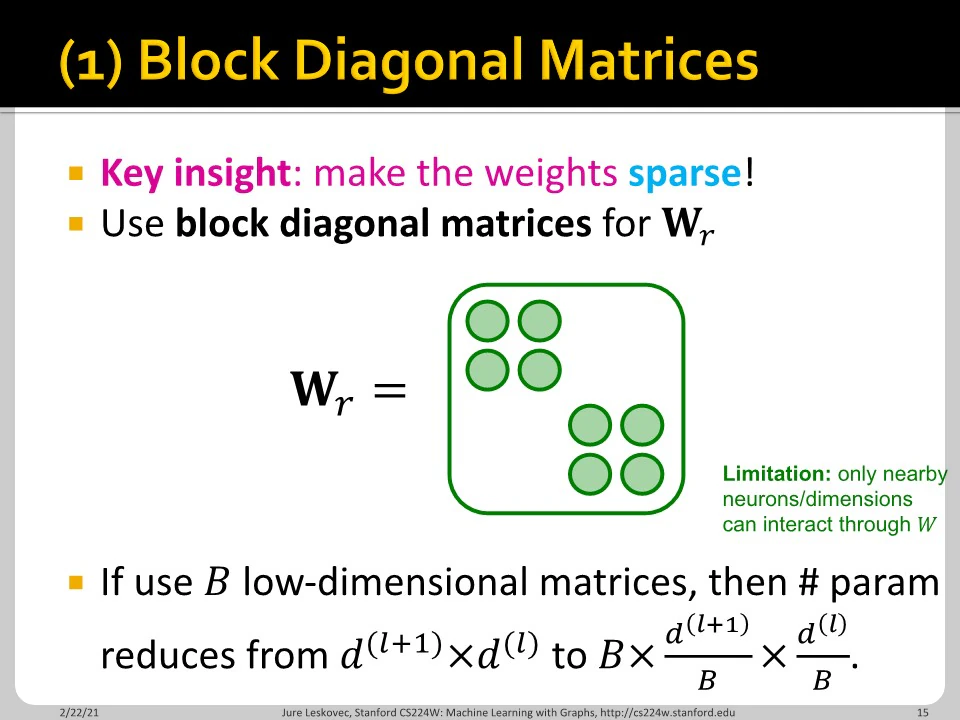 (1) Block Diagonal Matrices
Key insight: make the weights sparse!
Use block diagonal matrices for 𝐖𝑟
𝐖𝑟 =
Limitation: only nearby
neurons/dimensions
can interact through 𝑊
If use 𝐵 low-dimensional matrices, then # param
reduces from 𝑑^(𝑙+1)×𝑑^(𝑙) to 𝐵×𝑑^(𝑙+1)/𝐵 × 𝑑^(𝑙)/𝐵.
2/22/21 Jure Leskovec, Stanford CS224W: Machine Learning with Graphs, http://cs224w.stanford.edu 15